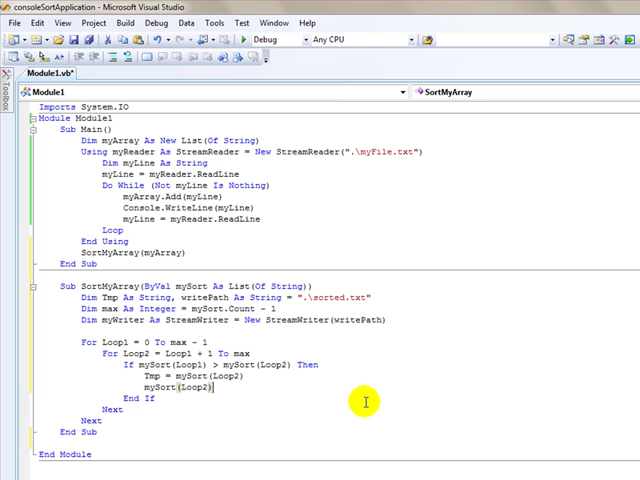 consoleSortApplication - Microsoft Visual Studio
File Edit View Project Build Debug Data Tools Test Window Help
Debug Any CPU
Toolbox
Module1.vb*
Module1 SortMyArray
Imports System.IO
Module Module1
Sub Main()
Dim myArray As New List(Of String)
Using myReader As StreamReader = New StreamReader(".\myFile.txt")
Dim myLine As String
myLine = myReader.ReadLine
Do While (Not myLine Is Nothing)
myArray.Add(myLine)
Console.WriteLine(myLine)
myLine = myReader.ReadLine
Loop
End Using
SortMyArray(myArray)
End Sub
Sub SortMyArray(ByVal mySort As List(Of String))
Dim Tmp As String, writePath As String = ".\sorted.txt"
Dim max As Integer = mySort.Count - 1
Dim myWriter As StreamWriter = New StreamWriter(writePath)
For Loop1 = 0 To max - 1
For Loop2 = Loop1 + 1 To max
If mySort(Loop1) > mySort(Loop2) Then
Tmp = mySort(Loop2)
mySort(Loop2)
End If
Next
Next
End Sub
End Module